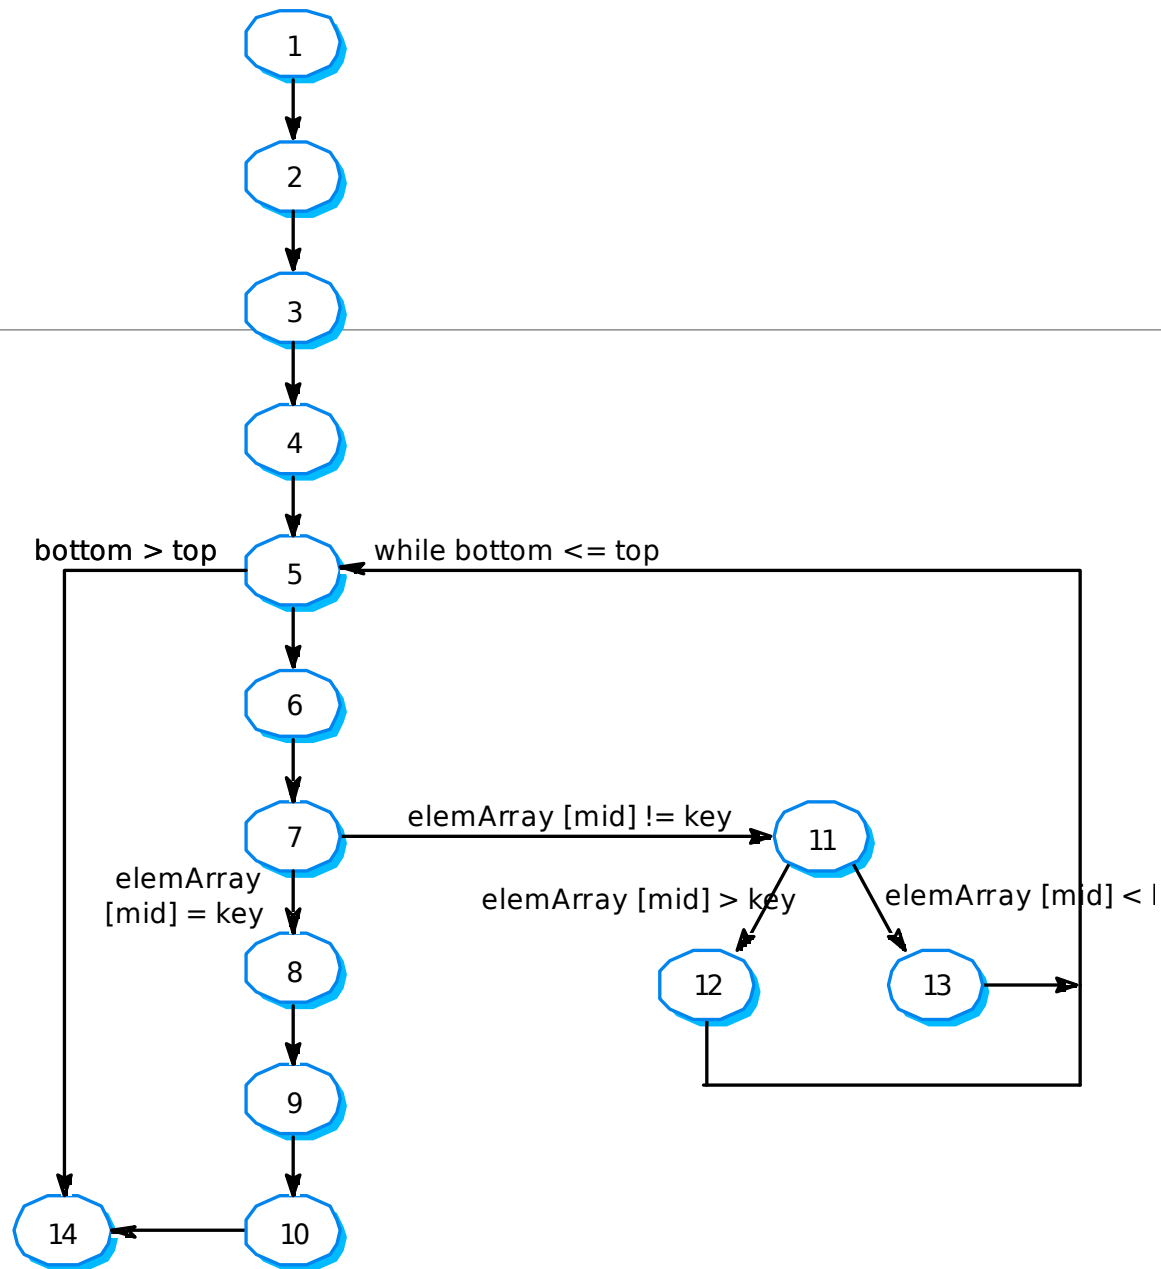 1
2
3
4
bottom > top
while bottom <= top
5
6
elemArray [mid] != key
7
11
elemArray
[mid] = key
elemArray [mid] > key
elemArray [mid] <
8
12
13
9
14
10